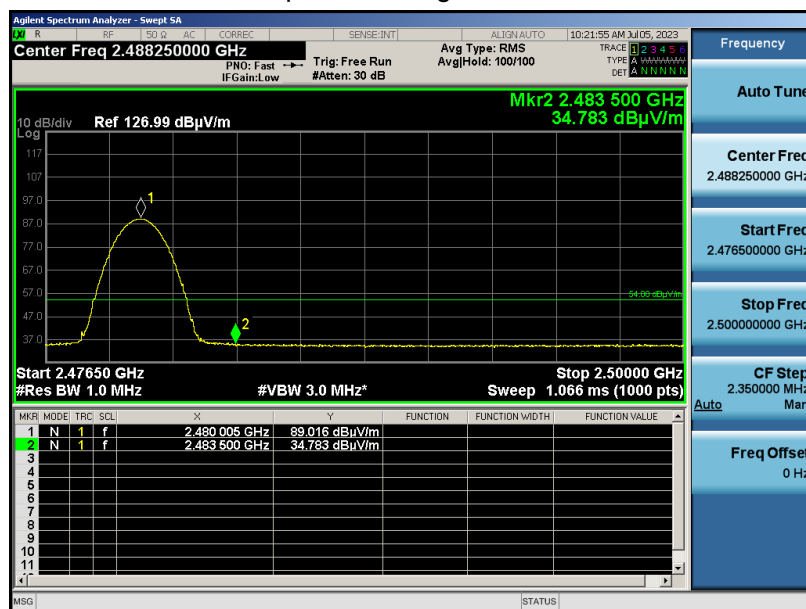 Agilent Spectrum Analyzer - Swept SA
LXI R RF 50 Ω AC CORREC SENSE:INT ALIGN AUTO 10:21:55 AM Jul 05, 2023
Center Freq 2.488250000 GHz
PNO: Fast
IFGain:Low
Trig: Free Run
#Atten: 30 dB
Avg Type: RMS
Avg|Hold: 100/100
TRACE 1 2 3 4 5 6
TYPE A WWWWW
DET A N N N N N
Mkr2 2.483 500 GHz
34.783 dBµV/m
10 dB/div Ref 126.99 dBµV/m
Log
117
107
97.0
87.0
77.0
67.0
57.0
47.0
37.0
1
2
54.00 dBµV/m
Start 2.47650 GHz Stop 2.50000 GHz
#Res BW 1.0 MHz #VBW 3.0 MHz* Sweep 1.066 ms (1000 pts)
MKR MODE TRC SCL X Y FUNCTION FUNCTION WIDTH FUNCTION VALUE
1 N 1 f 2.480 005 GHz 89.016 dBµV/m
2 N 1 f 2.483 500 GHz 34.783 dBµV/m
3
4
5
6
7
8
9
10
11
MSG STATUS
Frequency
Auto Tune
Center Freq
2.488250000 GHz
Start Freq
2.476500000 GHz
Stop Freq
2.500000000 GHz
CF Step
2.350000 MHz
Auto Man
Freq Offset
0 Hz